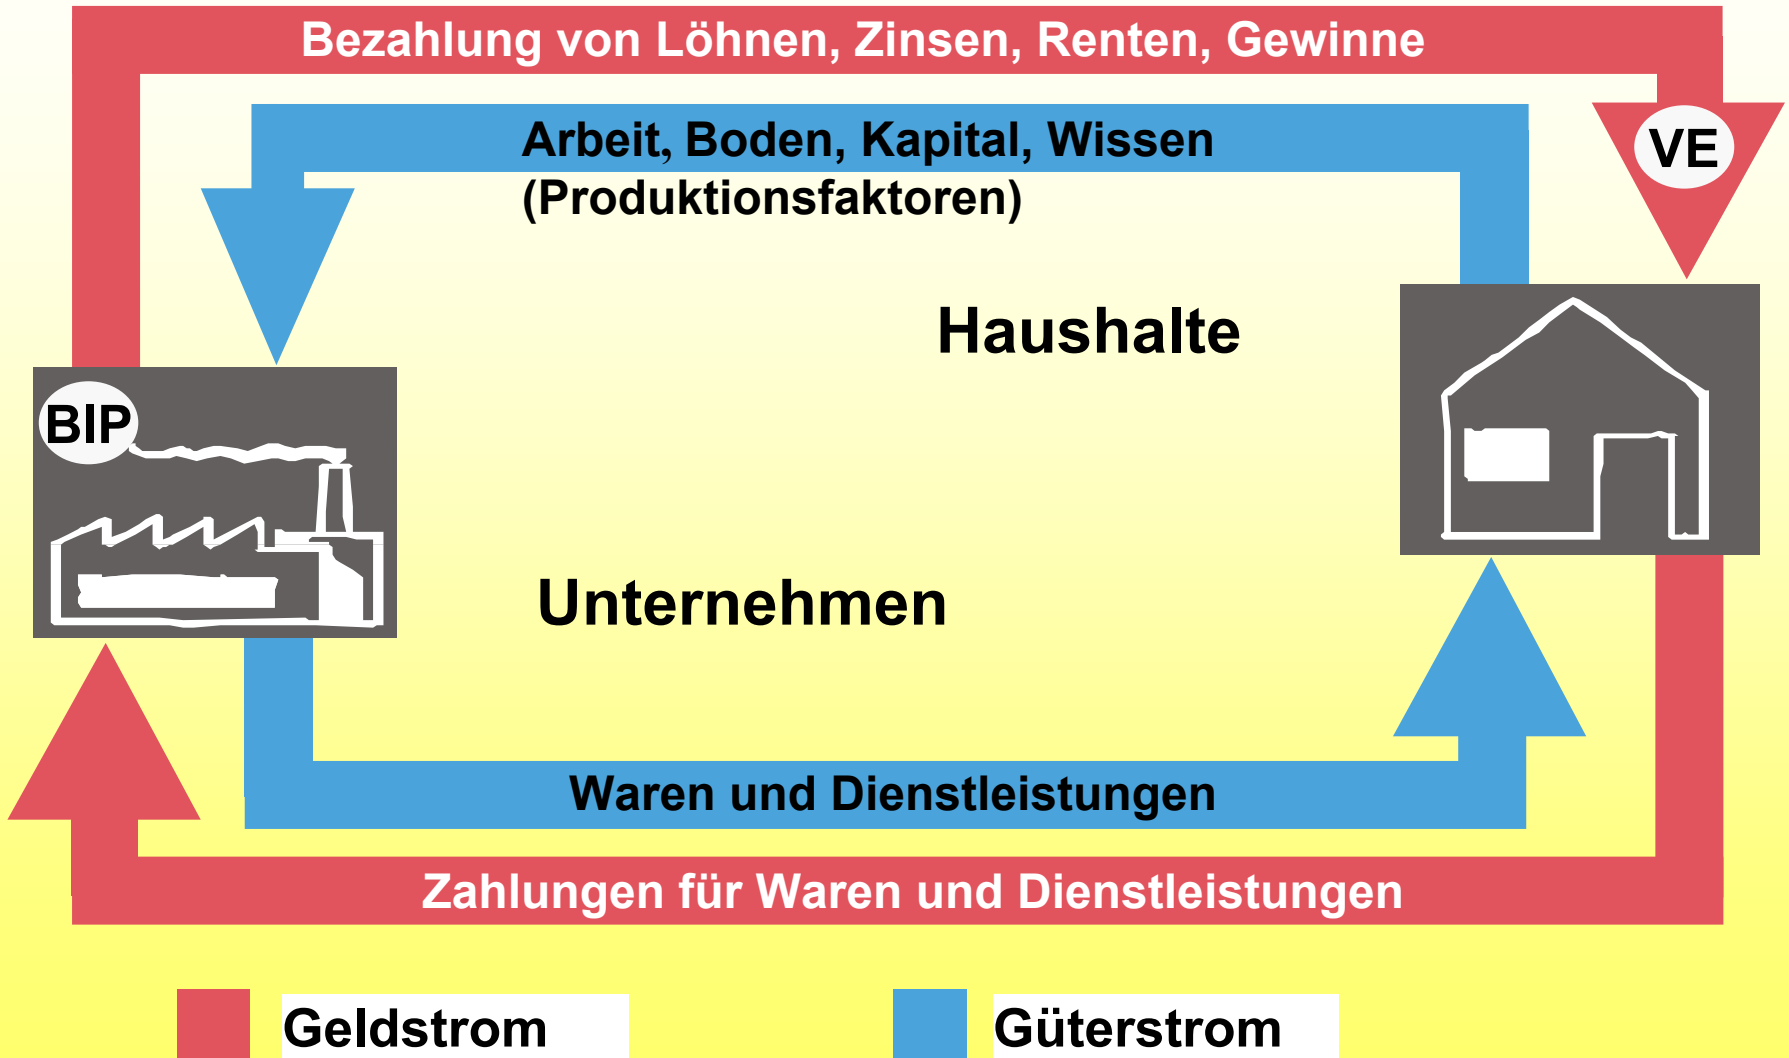 Bezahlung von Löhnen, Zinsen, Renten, Gewinne
Arbeit, Boden, Kapital, Wissen
(Produktionsfaktoren)
VE
Haushalte
BIP
Unternehmen
Waren und Dienstleistungen
Zahlungen für Waren und Dienstleistungen
Geldstrom
Güterstrom